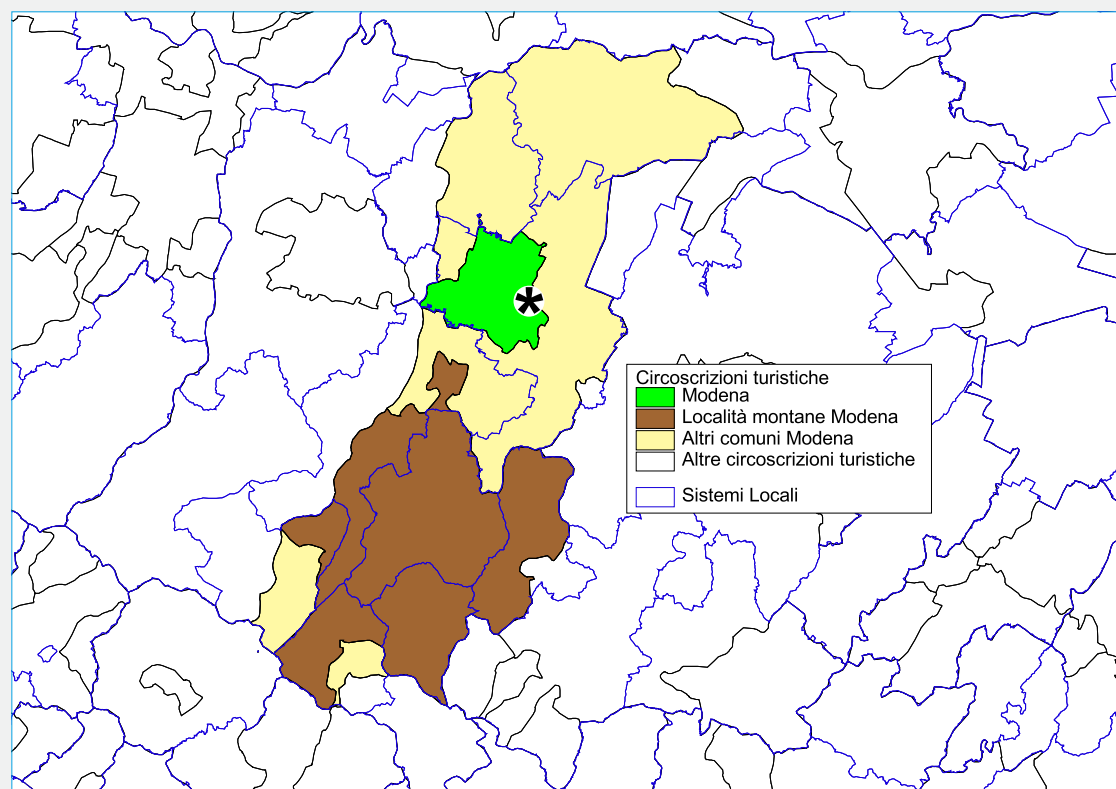 Circoscrizioni turistiche
Modena
Località montane Modena
Altri comuni Modena
Altre circoscrizioni turistiche
Sistemi Locali